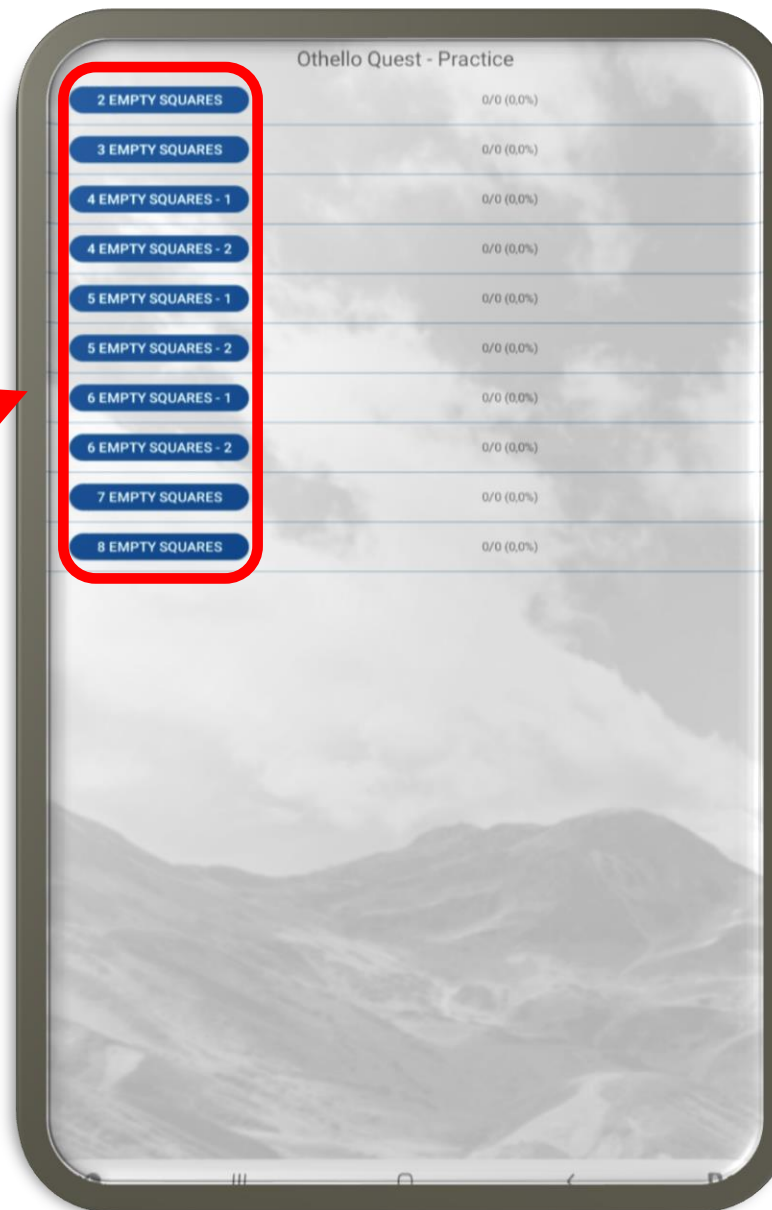 Othello Quest - Practice
2 EMPTY SQUARES 0/0 (0,0%)
3 EMPTY SQUARES 0/0 (0,0%)
4 EMPTY SQUARES - 1 0/0 (0,0%)
4 EMPTY SQUARES - 2 0/0 (0,0%)
5 EMPTY SQUARES - 1 0/0 (0,0%)
5 EMPTY SQUARES - 2 0/0 (0,0%)
6 EMPTY SQUARES - 1 0/0 (0,0%)
6 EMPTY SQUARES - 2 0/0 (0,0%)
7 EMPTY SQUARES 0/0 (0,0%)
8 EMPTY SQUARES 0/0 (0,0%)